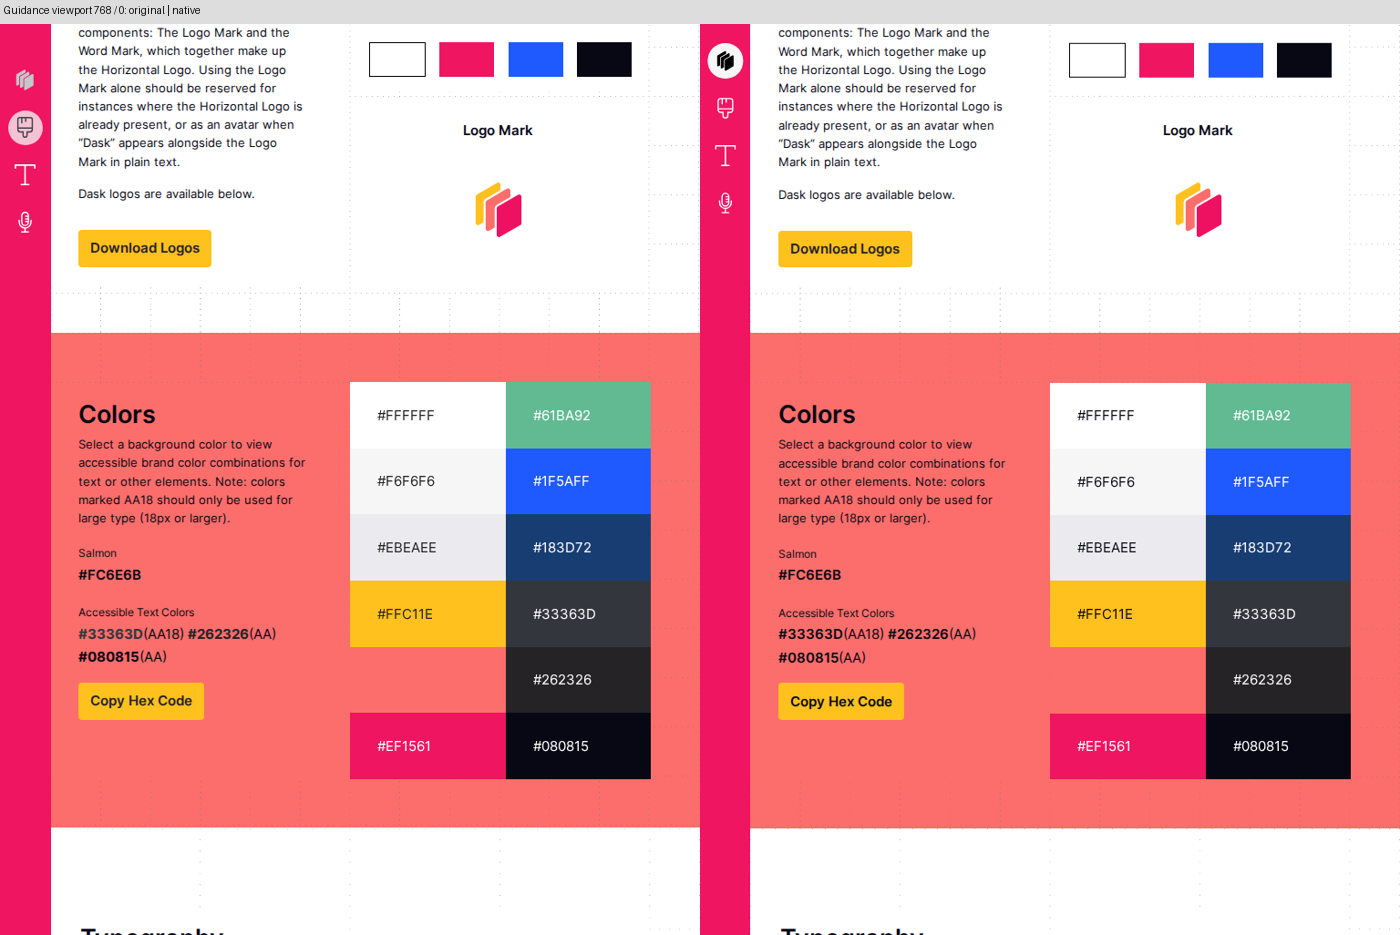 Guidance viewport 768 / 0: original | native
components: The Logo Mark and the
Word Mark, which together make up
the Horizontal Logo. Using the Logo
Mark alone should be reserved for
instances where the Horizontal Logo is
already present, or as an avatar when
“Dask” appears alongside the Logo
Mark in plain text.
Dask logos are available below.
Download Logos
Logo Mark
Colors
Select a background color to view
accessible brand color combinations for
text or other elements. Note: colors
marked AA18 should only be used for
large type (18px or larger).
Salmon
#FC6E6B
Accessible Text Colors
#33363D(AA18) #262326(AA)
#080815(AA)
Copy Hex Code
#FFFFFF
#61BA92
#F6F6F6
#1F5AFF
#EBEAEE
#183D72
#FFC11E
#33363D
#262326
#EF1561
#080815
Typography
components: The Logo Mark and the
Word Mark, which together make up
the Horizontal Logo. Using the Logo
Mark alone should be reserved for
instances where the Horizontal Logo is
already present, or as an avatar when
“Dask” appears alongside the Logo
Mark in plain text.
Dask logos are available below.
Download Logos
Logo Mark
Colors
Select a background color to view
accessible brand color combinations for
text or other elements. Note: colors
marked AA18 should only be used for
large type (18px or larger).
Salmon
#FC6E6B
Accessible Text Colors
#33363D(AA18) #262326(AA)
#080815(AA)
Copy Hex Code
#FFFFFF
#61BA92
#F6F6F6
#1F5AFF
#EBEAEE
#183D72
#FFC11E
#33363D
#262326
#EF1561
#080815
Typography